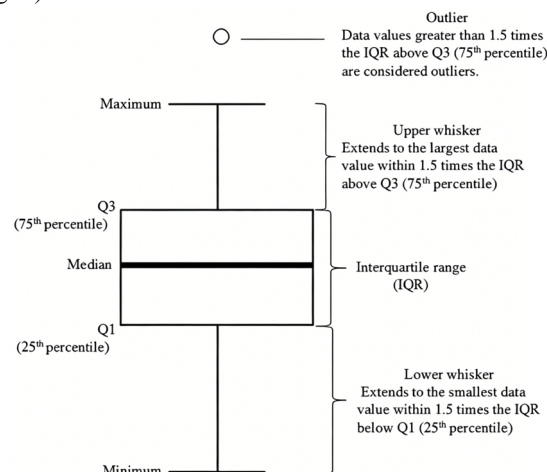 Outlier
Data values greater than 1.5 times
the IQR above Q3 (75th percentile)
are considered outliers.
Maximum
Upper whisker
Extends to the largest data
value within 1.5 times the IQR
above Q3 (75th percentile)
Q3
(75th percentile)
Median
Interquartile range
(IQR)
Q1
(25th percentile)
Lower whisker
Extends to the smallest data
value within 1.5 times the IQR
below Q1 (25th percentile)
Minimum